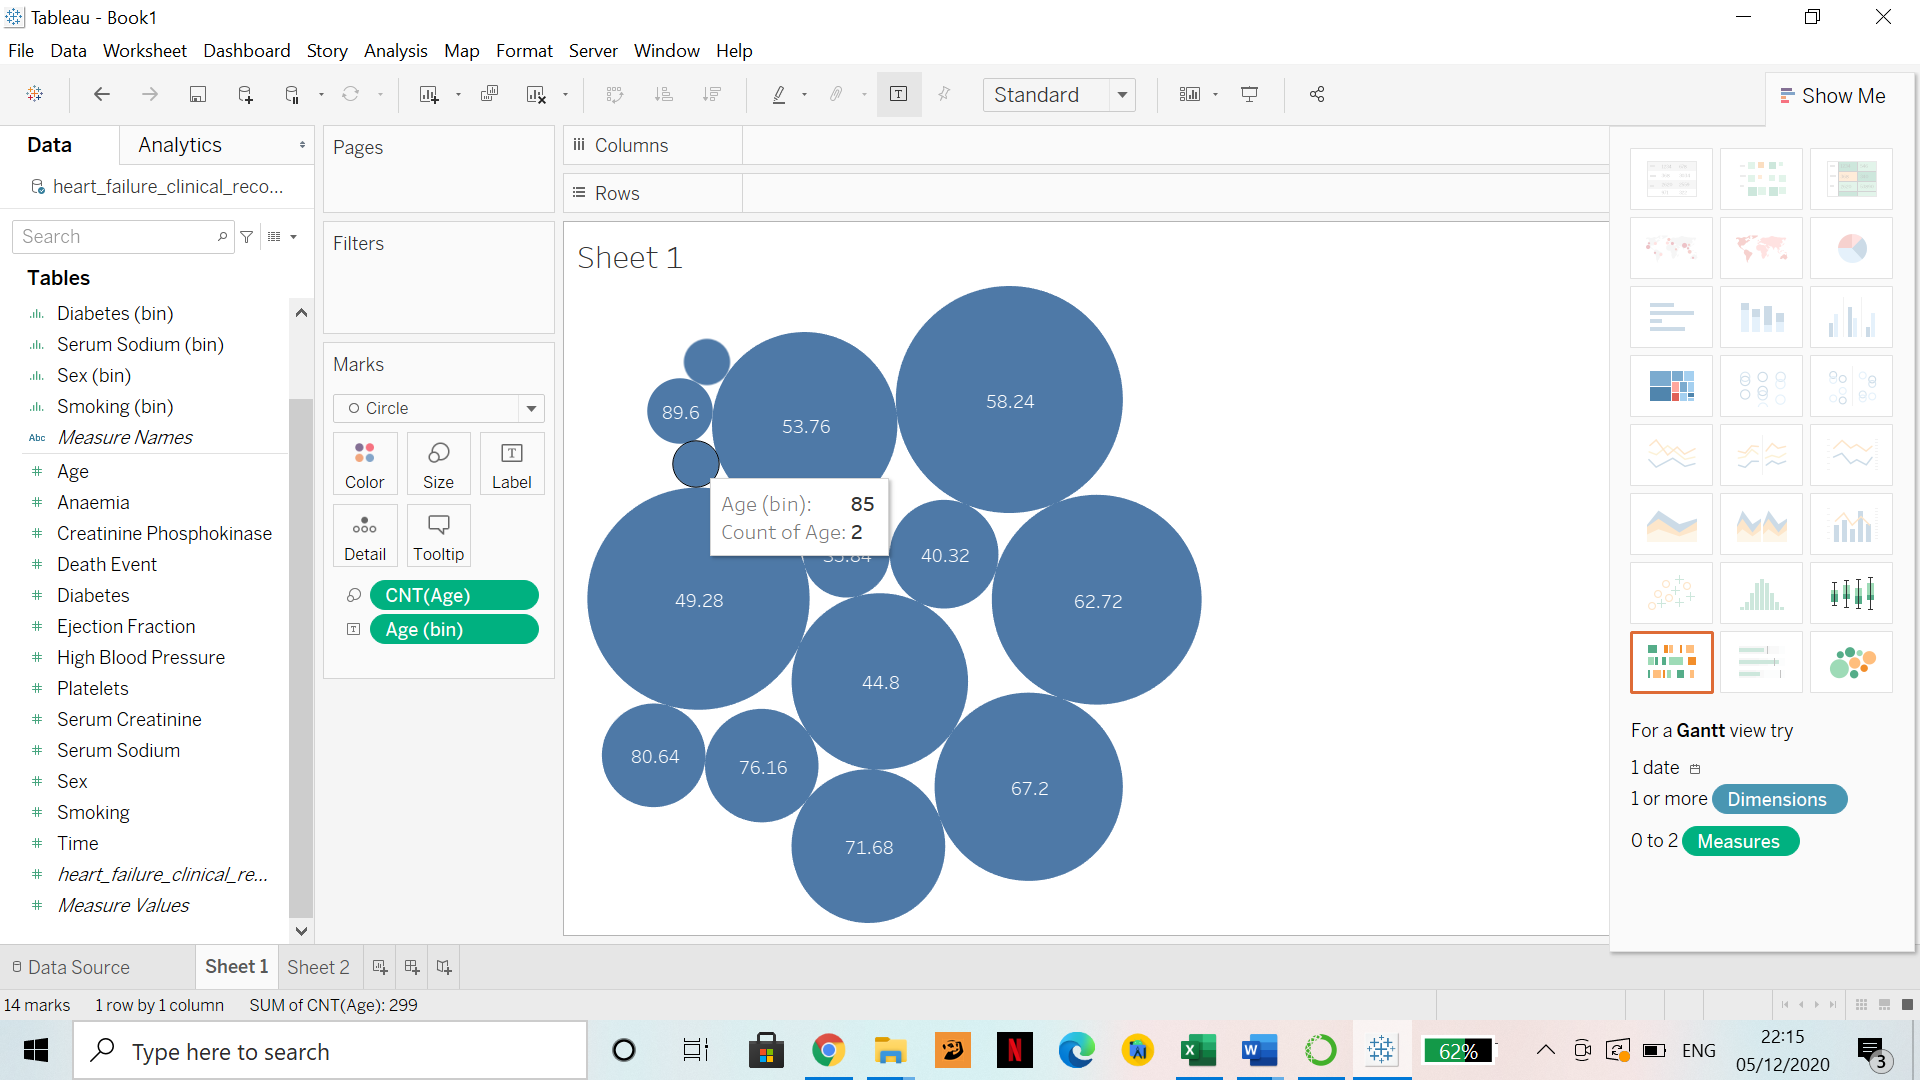 Tableau - Book1
File Data Worksheet Dashboard Story Analysis Map Format Server Window Help
Standard
Show Me
Data Analytics
Pages
Columns
heart_failure_clinical_reco...
Rows
Search
Filters
Tables
Sheet 1
Diabetes (bin)
Serum Sodium (bin)
Sex (bin)
Smoking (bin)
Abc Measure Names
Age
Anaemia
Creatinine Phosphokinase
Death Event
Diabetes
Ejection Fraction
High Blood Pressure
Platelets
Serum Creatinine
Serum Sodium
Sex
Smoking
Time
heart_failure_clinical_re...
Measure Values
Marks
Circle
Color Size Label
Detail Tooltip
CNT(Age)
Age (bin)
58.24
89.6
53.76
Age (bin): 85
Count of Age: 2
35.84
40.32
49.28
62.72
44.8
80.64
76.16
67.2
71.68
For a Gantt view try
1 date
1 or more Dimensions
0 to 2 Measures
Data Source Sheet 1 Sheet 2
14 marks 1 row by 1 column SUM of CNT(Age): 299
Type here to search
62%
ENG
22:15
05/12/2020
3